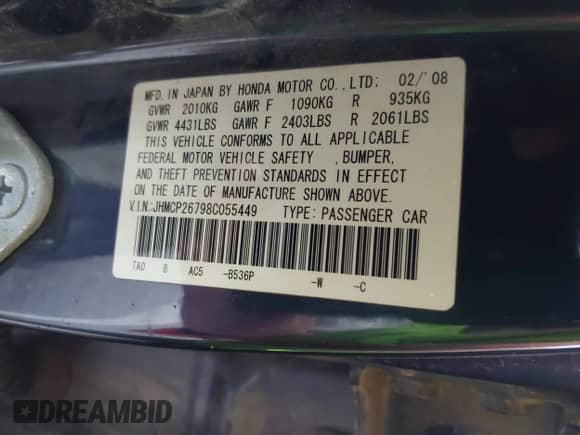 MFD. IN JAPAN BY HONDA MOTOR CO.,LTD: 02/'08
GVWR 2010KG GAWR F 1090KG R 935KG
GVWR 4431LBS GAWR F 2403LBS R 2061LBS
THIS VEHICLE CONFORMS TO ALL APPLICABLE
FEDERAL MOTOR VEHICLE SAFETY ,BUMPER,
AND THEFT PREVENTION STANDARDS IN EFFECT
ON THE DATE OF MANUFACTURE SHOWN ABOVE.
V.I.N.:JHMCP26798C055449 TYPE: PASSENGER CAR
TA0 8 AC5 -B536P -W -C
DREAMBID